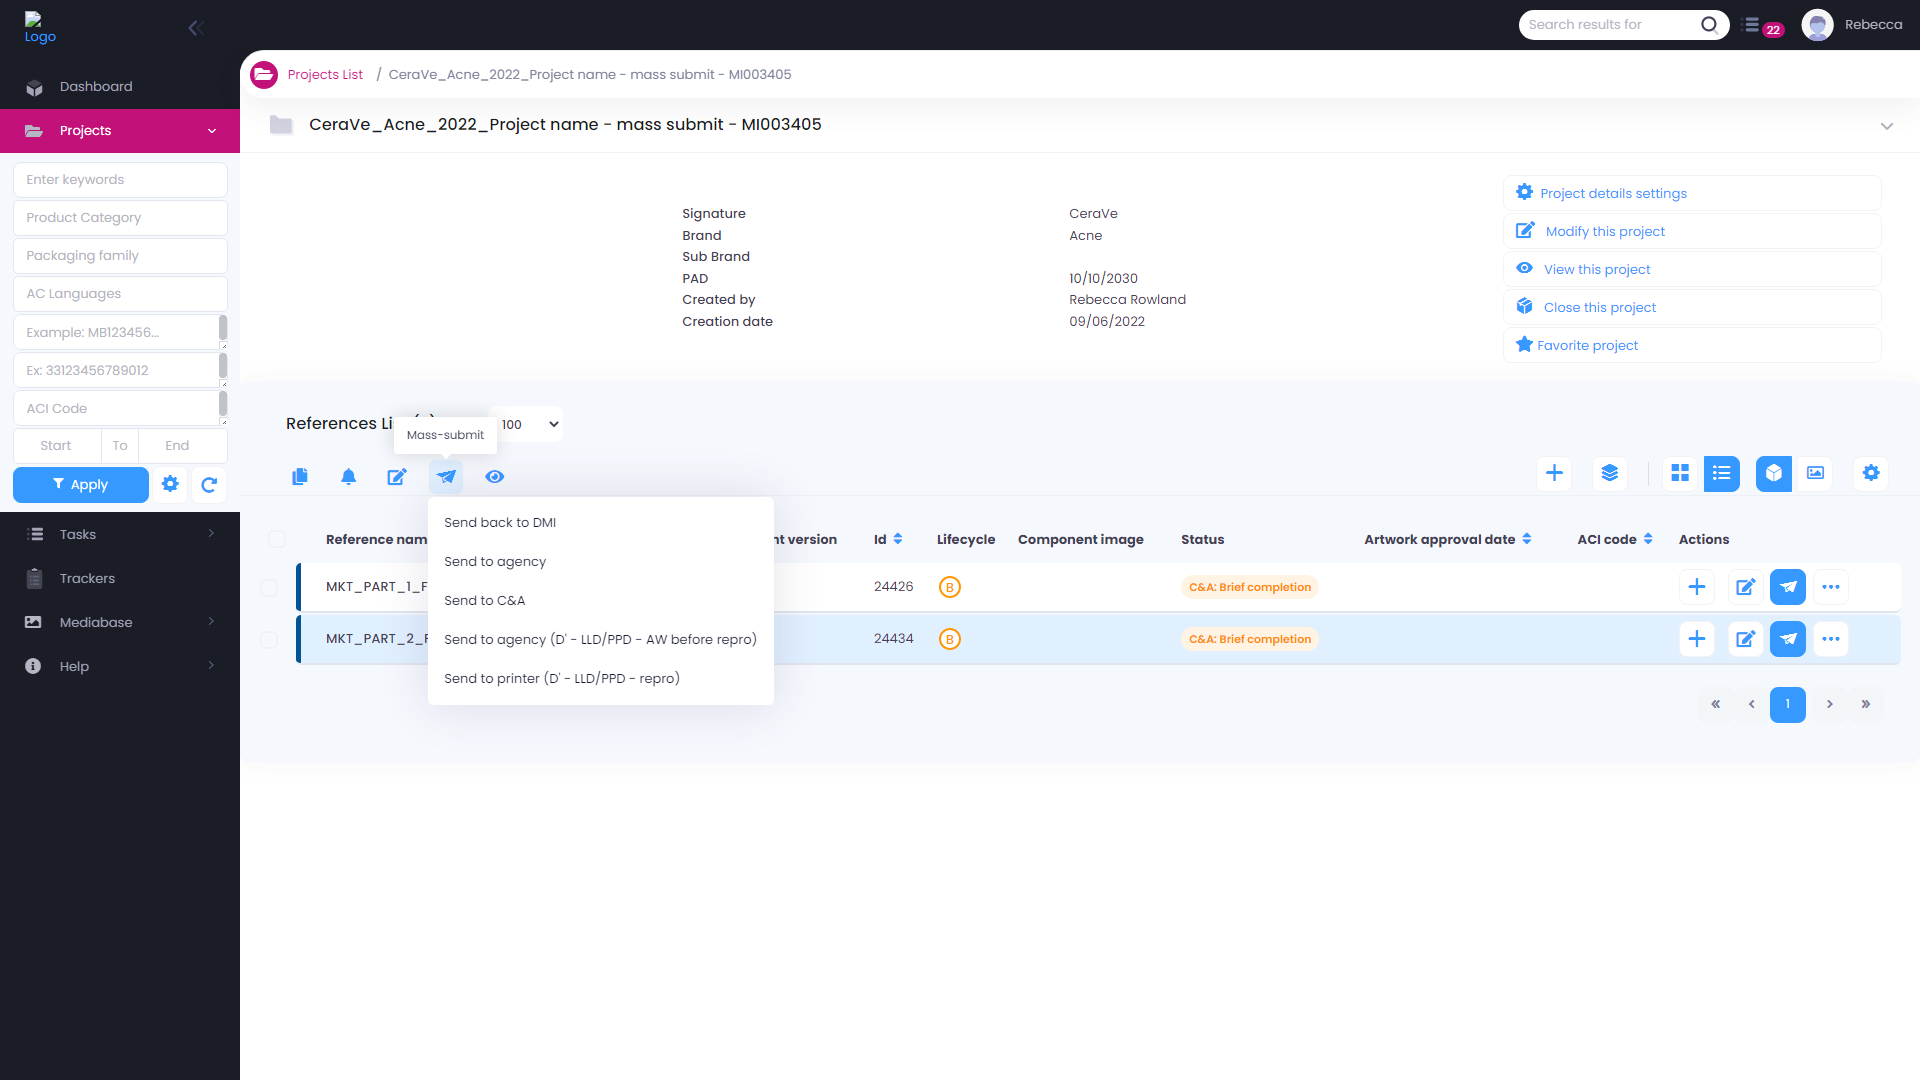 Logo
Search results for
22
Rebecca
Dashboard
Projects
Enter keywords
Product Category
Packaging family
AC Languages
Example: MB123456...
Ex: 33123456789012
ACI Code
Start To End
Apply
Tasks
Trackers
Mediabase
Help
Projects List / CeraVe_Acne_2022_Project name - mass submit - MI003405
CeraVe_Acne_2022_Project name - mass submit - MI003405
Signature CeraVe
Brand Acne
Sub Brand
PAD 10/10/2030
Created by Rebecca Rowland
Creation date 09/06/2022
Project details settings
Modify this project
View this project
Close this project
Favorite project
References Li 100
Mass-submit
Send back to DMI
Send to agency
Send to C&A
Send to agency (D' - LLD/PPD - AW before repro)
Send to printer (D' - LLD/PPD - repro)
Reference nam nt version Id Lifecycle Component image Status Artwork approval date ACI code Actions
MKT_PART_1_F 24426 B C&A: Brief completion
MKT_PART_2_F 24434 B C&A: Brief completion
« ‹ 1 › »